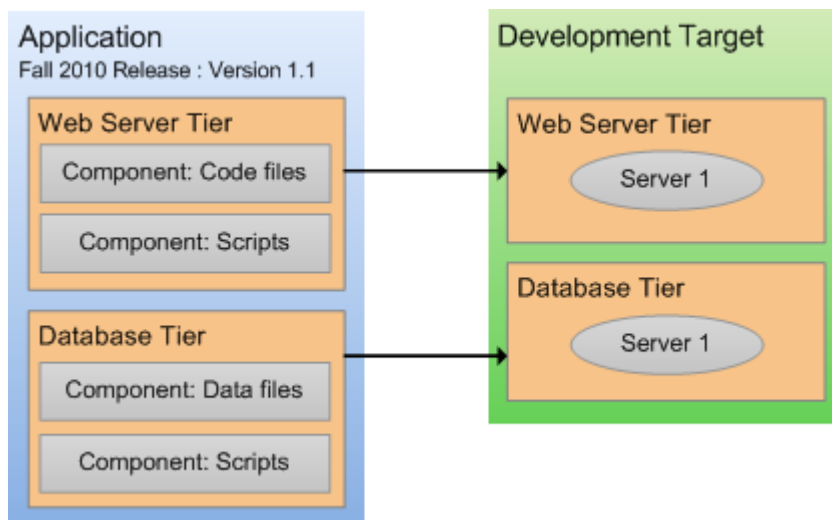 Application
Fall 2010 Release : Version 1.1
Web Server Tier
Component: Code files
Component: Scripts
Database Tier
Component: Data files
Component: Scripts
Development Target
Web Server Tier
Server 1
Database Tier
Server 1